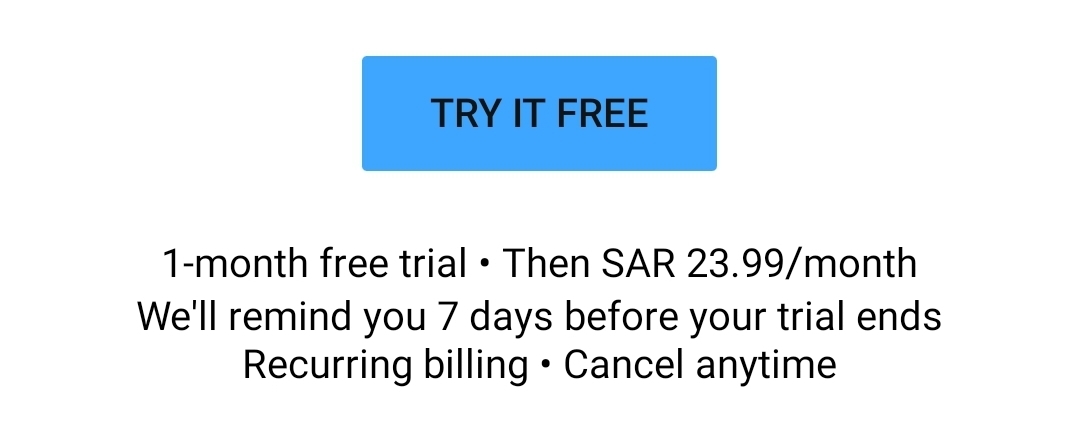 TRY IT FREE
1-month free trial • Then SAR 23.99/month
We'll remind you 7 days before your trial ends
Recurring billing • Cancel anytime